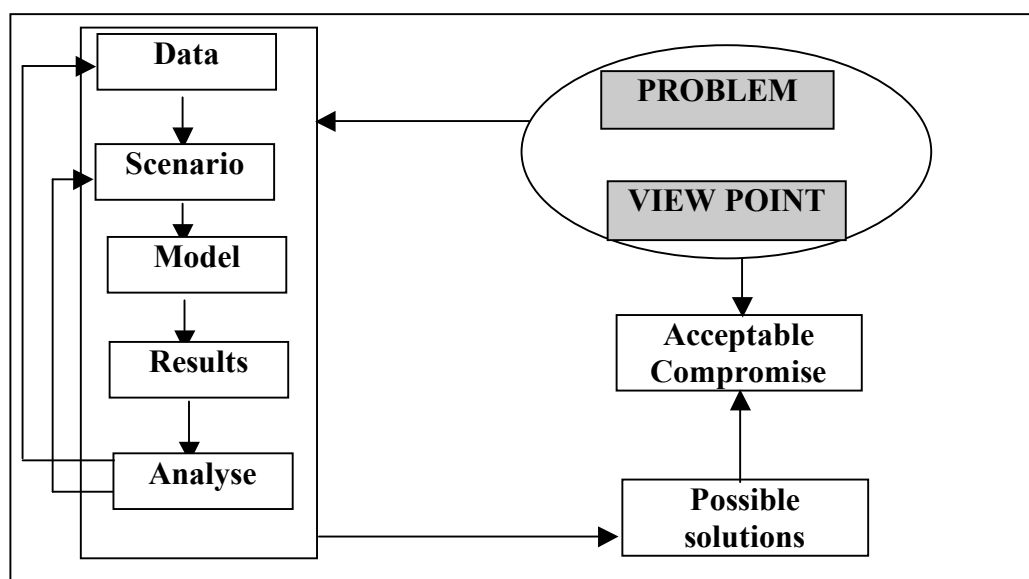 Data
Scenario
Model
Results
Analyse
PROBLEM
VIEW POINT
Acceptable
Compromise
Possible
solutions